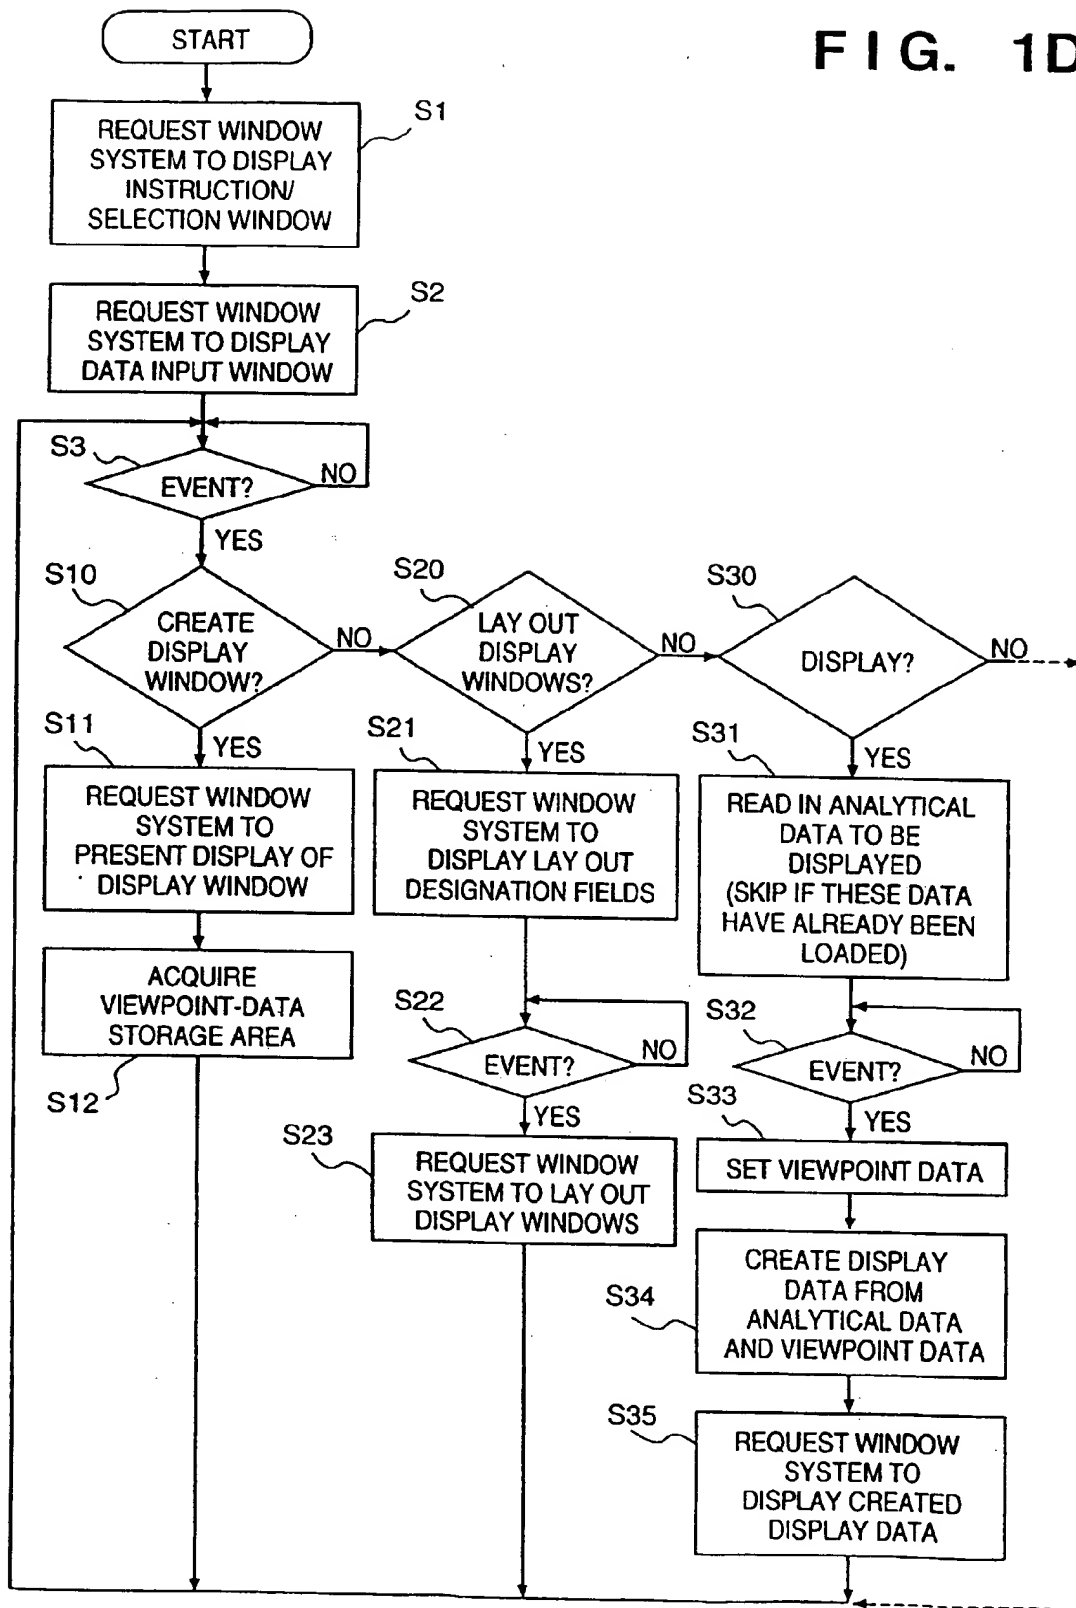 START
FIG. 1D
S1
REQUEST WINDOW
SYSTEM TO DISPLAY
INSTRUCTION/
SELECTION WINDOW
S2
REQUEST WINDOW
SYSTEM TO DISPLAY
DATA INPUT WINDOW
S3
EVENT?
NO
YES
S10
CREATE
DISPLAY
WINDOW?
NO
YES
S20
LAY OUT
DISPLAY
WINDOWS?
NO
YES
S30
DISPLAY?
NO
YES
S11
REQUEST WINDOW
SYSTEM TO
PRESENT DISPLAY OF
DISPLAY WINDOW
S12
ACQUIRE
VIEWPOINT-DATA
STORAGE AREA
S21
REQUEST WINDOW
SYSTEM TO
DISPLAY LAY OUT
DESIGNATION FIELDS
S22
EVENT?
NO
YES
S23
REQUEST WINDOW
SYSTEM TO LAY OUT
DISPLAY WINDOWS
S31
READ IN ANALYTICAL
DATA TO BE
DISPLAYED
(SKIP IF THESE DATA
HAVE ALREADY BEEN
LOADED)
S32
EVENT?
NO
YES
S33
SET VIEWPOINT DATA
S34
CREATE DISPLAY
DATA FROM
ANALYTICAL DATA
AND VIEWPOINT DATA
S35
REQUEST WINDOW
SYSTEM TO
DISPLAY CREATED
DISPLAY DATA